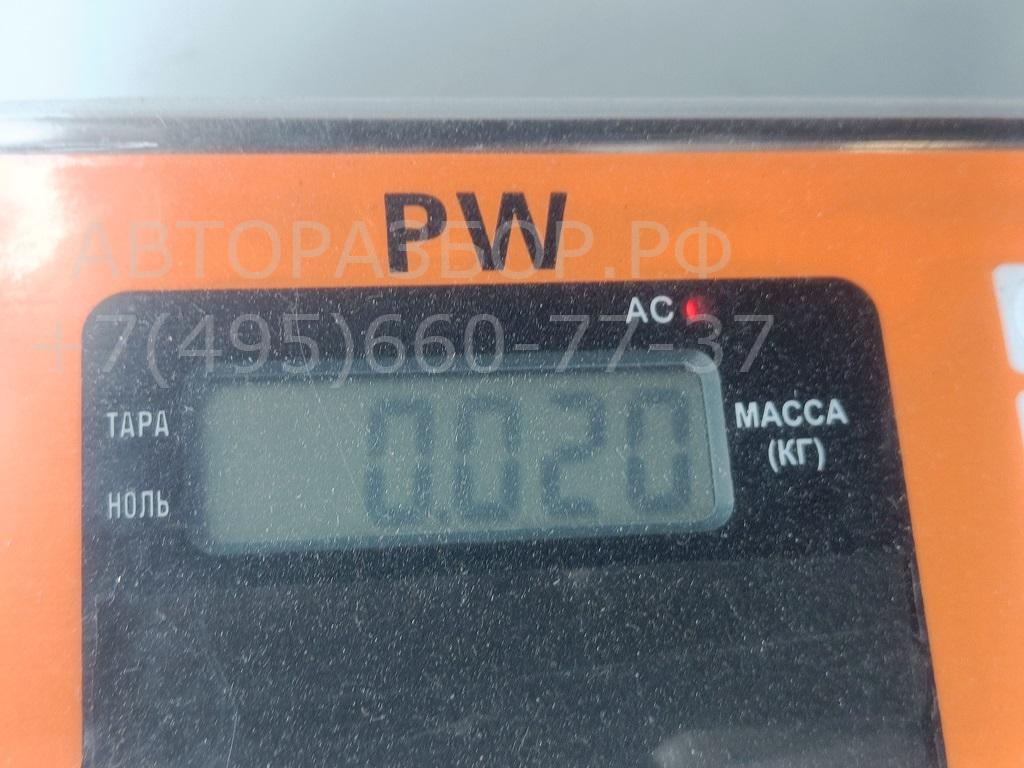 PW
АВТОРАЗБОР.РФ
AC
+7(495)660-77-37
ТАРА
0.020
МАССА
(КГ)
НОЛЬ